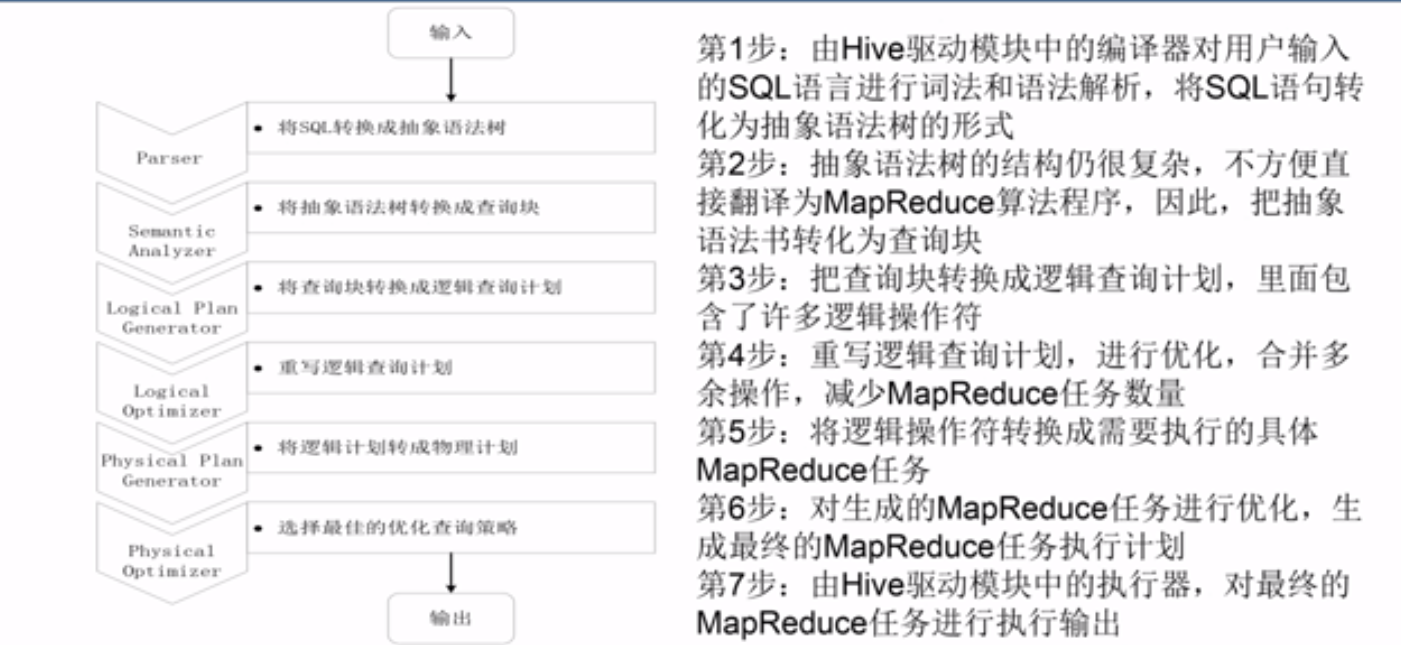 输入
Parser
• 将SQL转换成抽象语法树
Semantic
Analyzer
• 将抽象语法树转换成查询块
Logical Plan
Generator
• 将查询块转换成逻辑查询计划
Logical
Optimizer
• 重写逻辑查询计划
Physical Plan
Generator
• 将逻辑计划转成物理计划
Physical
Optimizer
• 选择最佳的优化查询策略
输出
第1步：由Hive驱动模块中的编译器对用户输入
的SQL语言进行词法和语法解析，将SQL语句转
化为抽象语法树的形式
第2步：抽象语法树的结构仍很复杂，不方便直
接翻译为MapReduce算法程序，因此，把抽象
语法书转化为查询块
第3步：把查询块转换成逻辑查询计划，里面包
含了许多逻辑操作符
第4步：重写逻辑查询计划，进行优化，合并多
余操作，减少MapReduce任务数量
第5步：将逻辑操作符转换成需要执行的具体
MapReduce任务
第6步：对生成的MapReduce任务进行优化，生
成最终的MapReduce任务执行计划
第7步：由Hive驱动模块中的执行器，对最终的
MapReduce任务进行执行输出